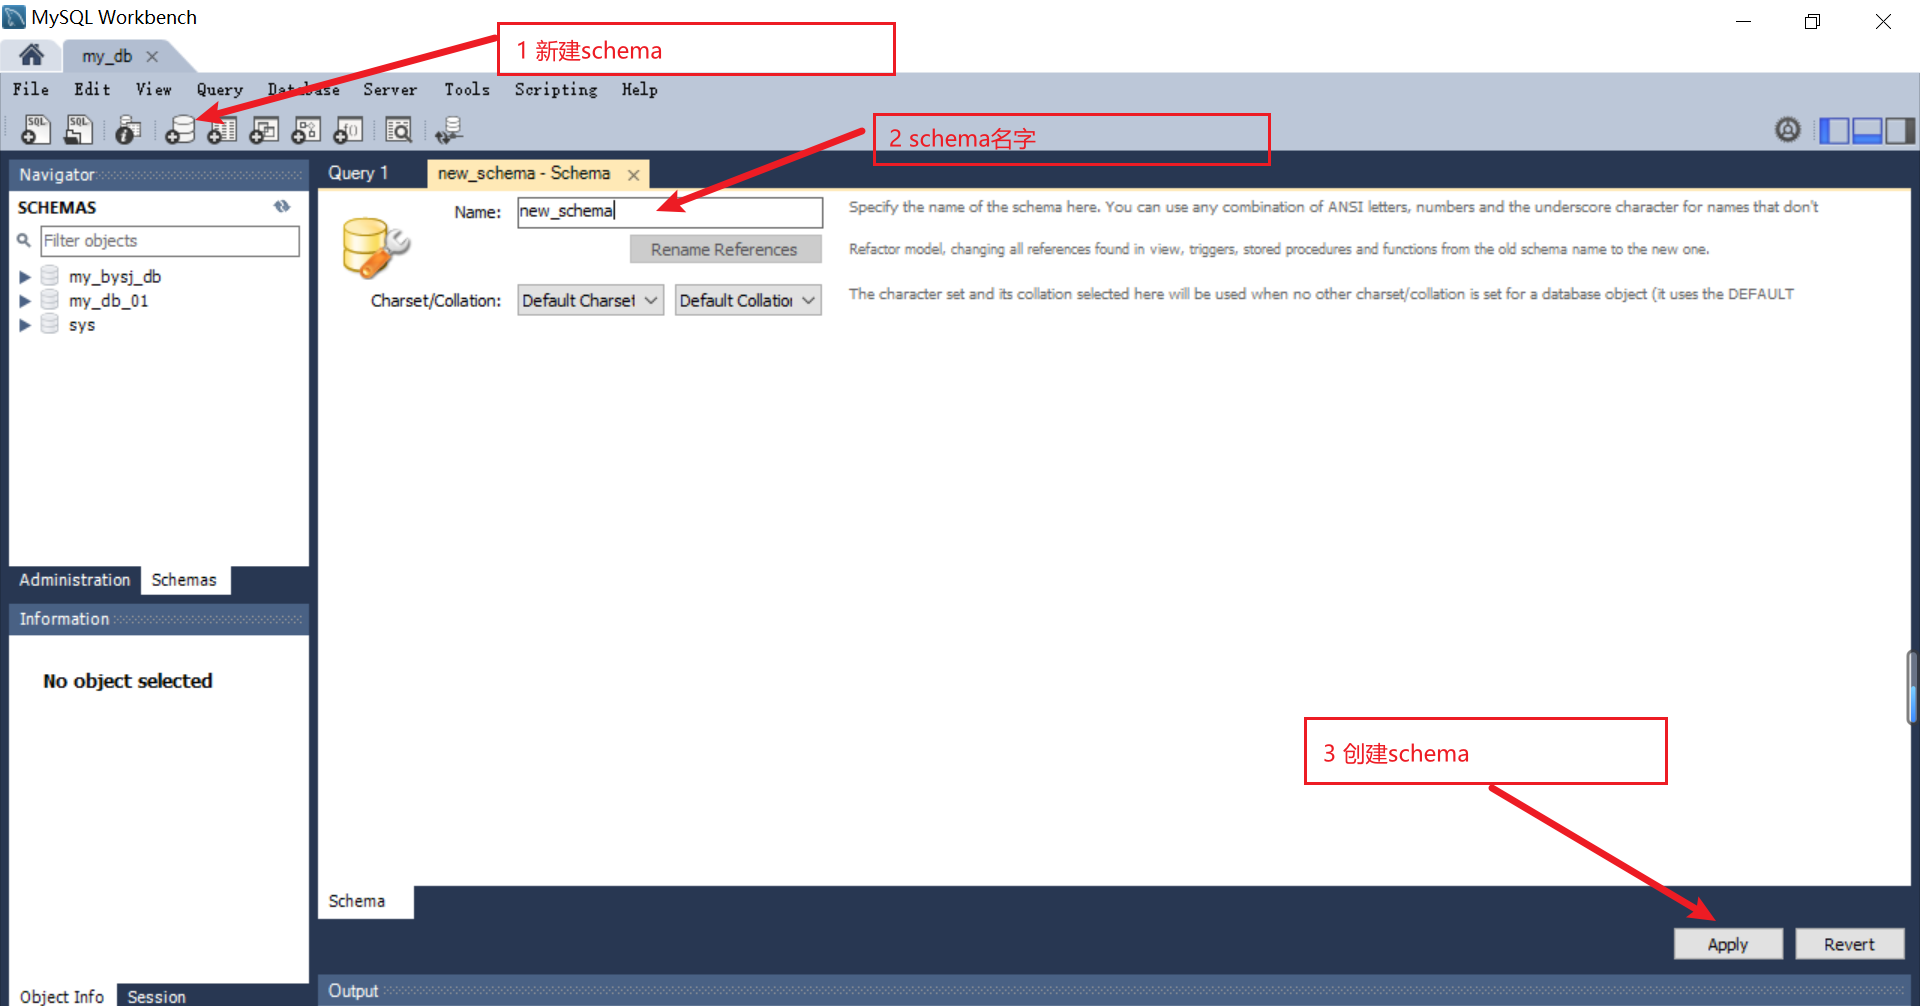 MySQL Workbench
my_db
1 新建schema
File Edit View Query Database Server Tools Scripting Help
2 schema名字
Navigator
SCHEMAS
Filter objects
my_bysj_db
my_db_01
sys
Administration Schemas
Information
No object selected
Object Info Session
Query 1 new_schema - Schema
Name: new_schema
Specify the name of the schema here. You can use any combination of ANSI letters, numbers and the underscore character for names that don't
Rename References
Refactor model, changing all references found in view, triggers, stored procedures and functions from the old schema name to the new one.
Charset/Collation: Default Charset Default Collation
The character set and its collation selected here will be used when no other charset/collation is set for a database object (it uses the DEFAULT
3 创建schema
Schema
Apply Revert
Output